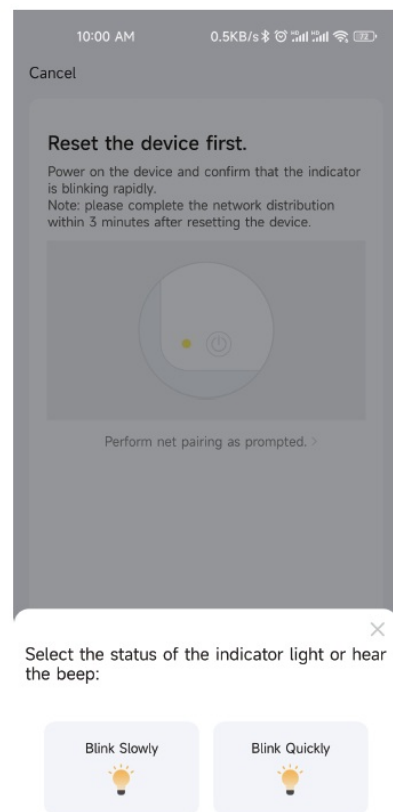 10:00 AM 0.5KB/s 72
Cancel
Reset the device first.
Power on the device and confirm that the indicator
is blinking rapidly.
Note: please complete the network distribution
within 3 minutes after resetting the device.
Perform net pairing as prompted. >
Select the status of the indicator light or hear
the beep:
Blink Slowly Blink Quickly